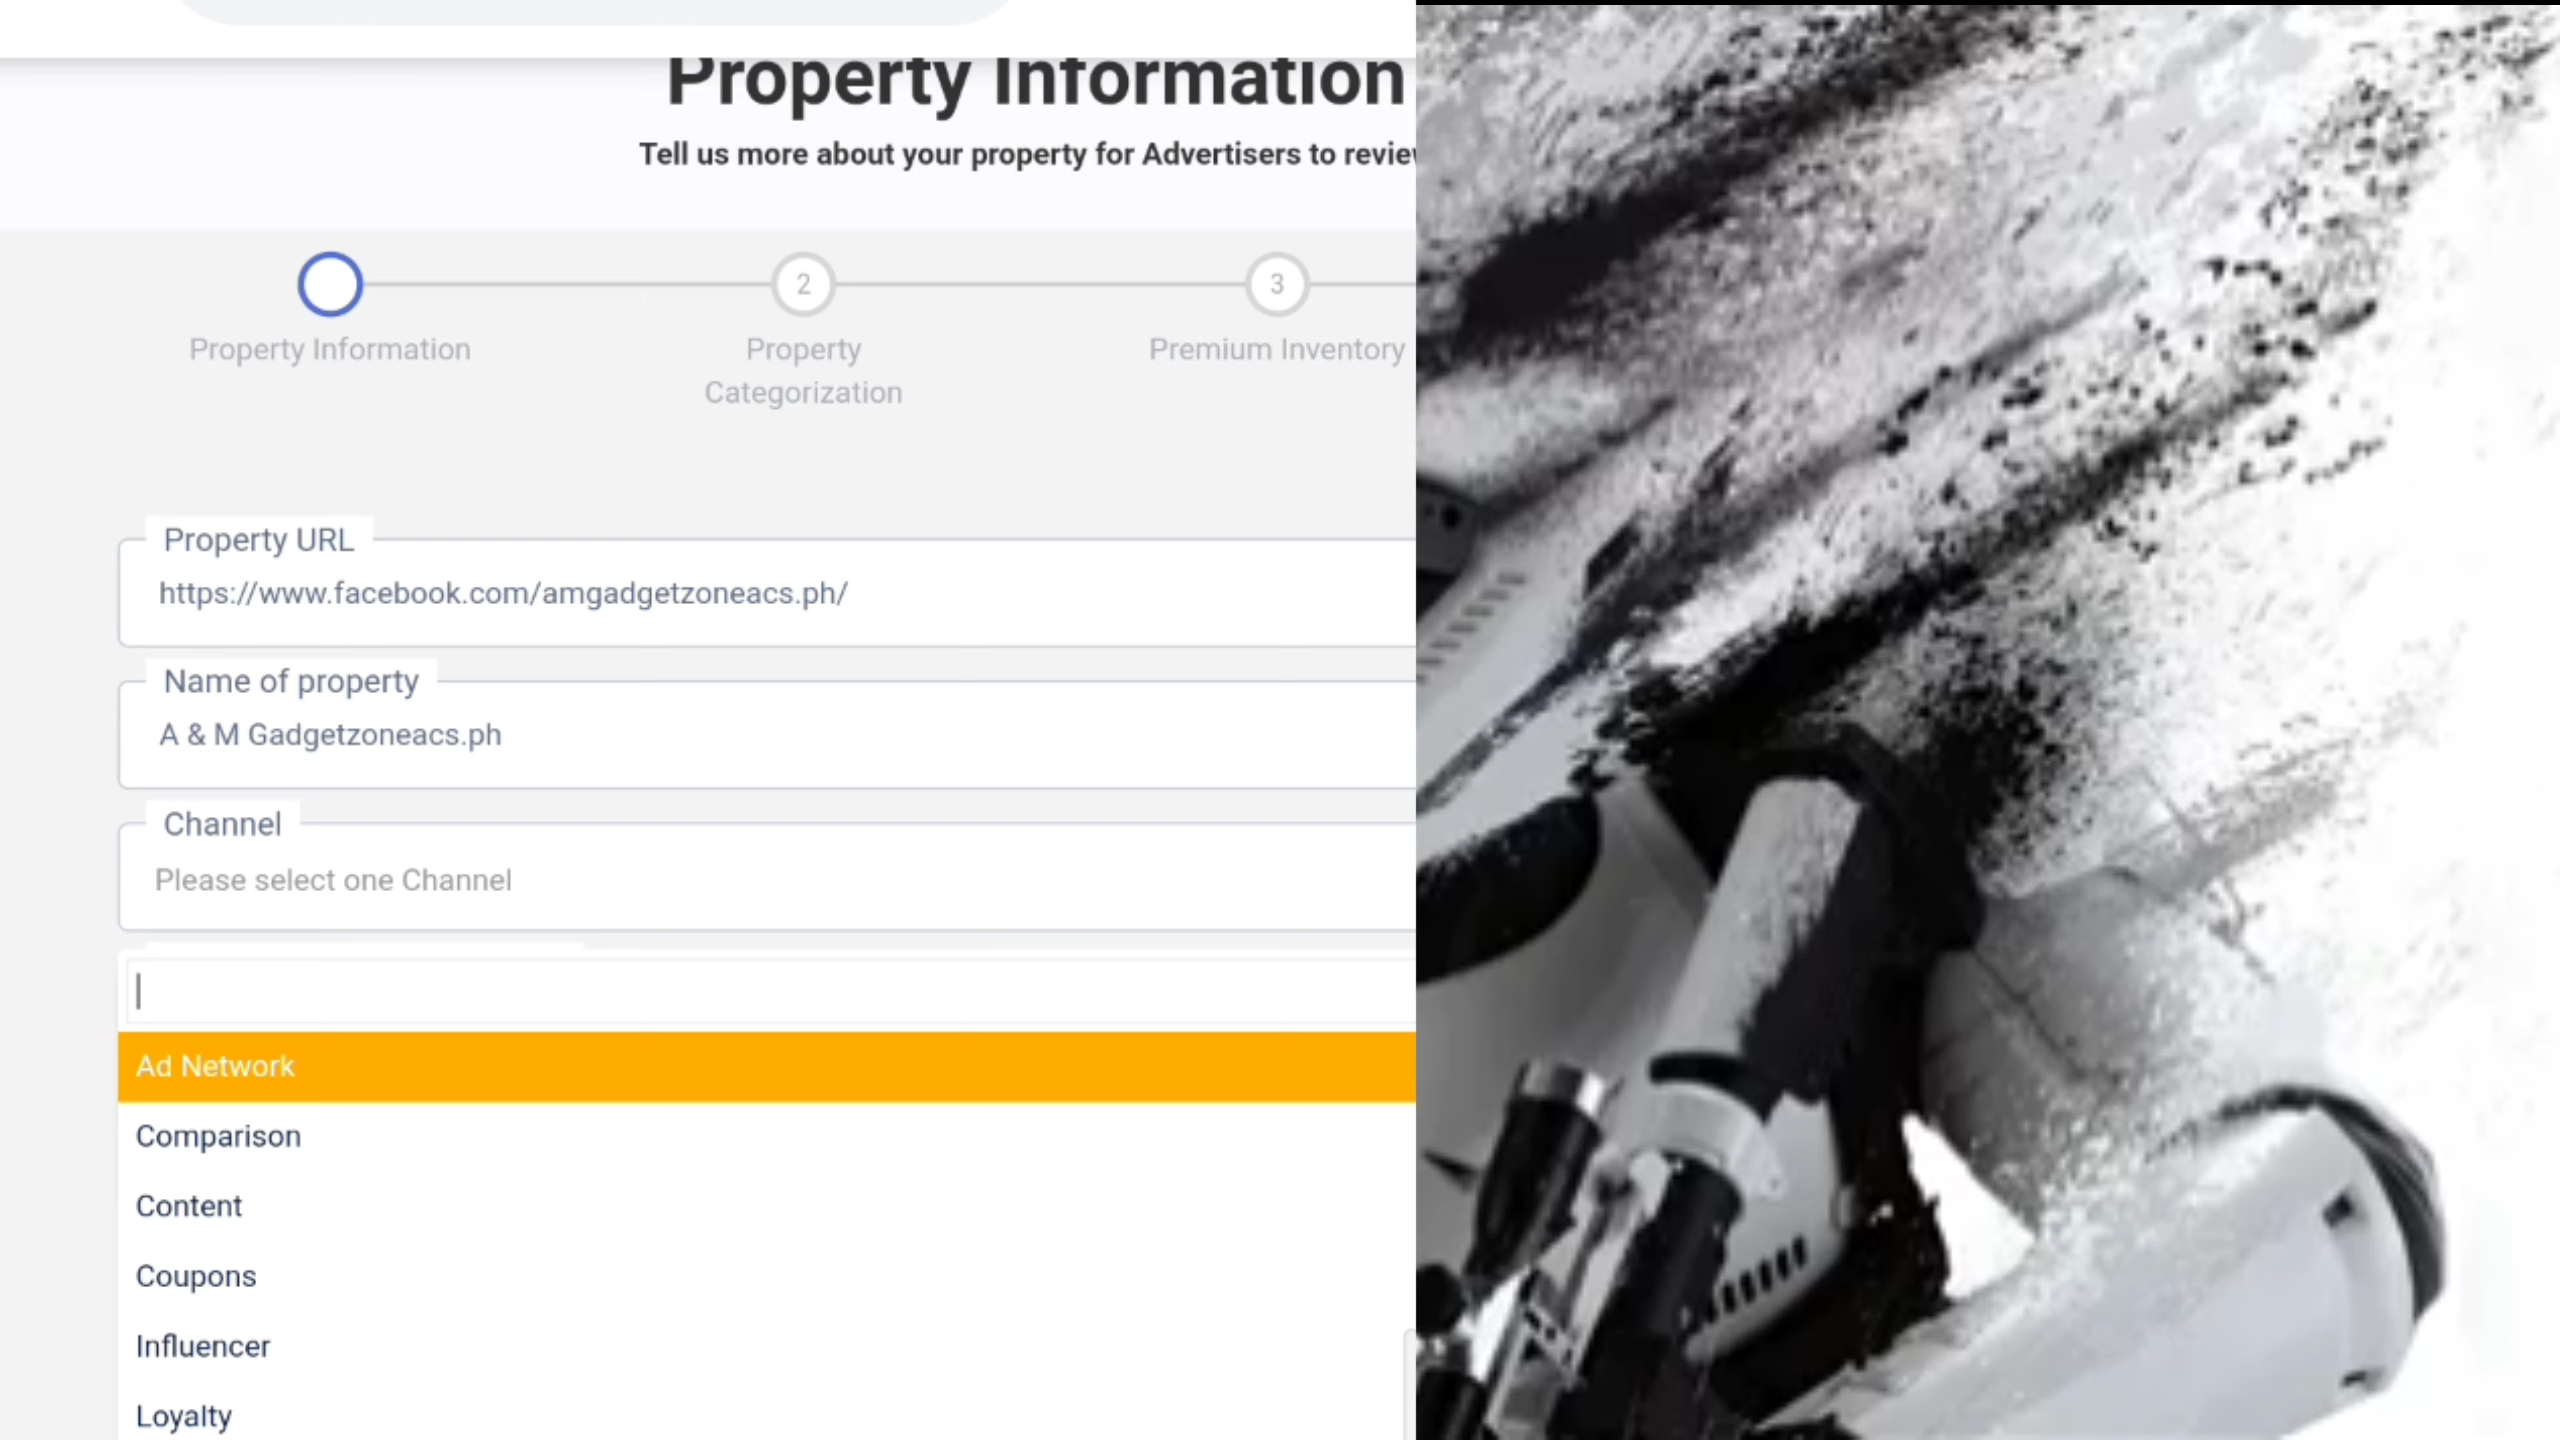 Property Information
Tell us more about your property for Advertisers to review
2
3
Property Information
Property
Categorization
Premium Inventory
Property URL
https://www.facebook.com/amgadgetzoneacs.ph/
Name of property
A & M Gadgetzoneacs.ph
Channel
Please select one Channel
Ad Network
Comparison
Content
Coupons
Influencer
Loyalty